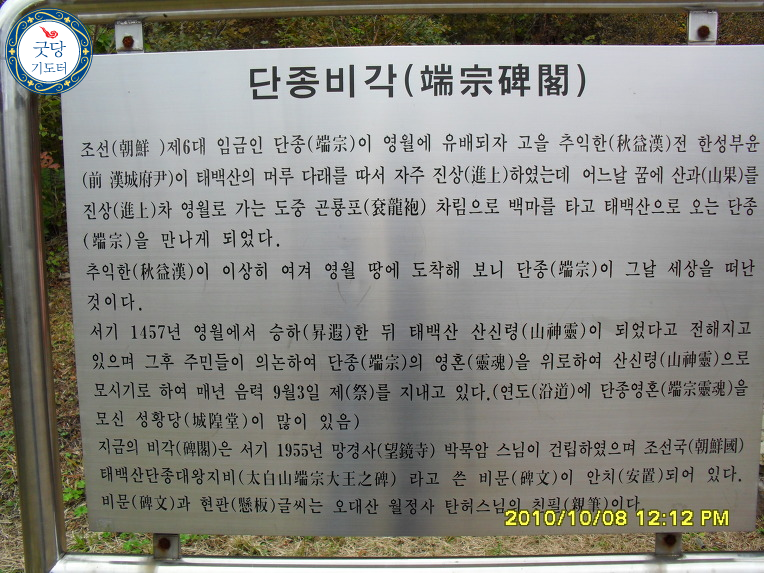 굿당
기도터
단종비각(端宗碑閣)
조선(朝鮮 )제6대 임금인 단종(端宗)이 영월에 유배되자 고을 추익한(秋益漢)전 한성부윤
(前 漢城府尹)이 태백산의 머루 다래를 따서 자주 진상(進上)하였는데 어느날 꿈에 산과(山果)를
진상(進上)차 영월로 가는 도중 곤룡포(袞龍袍) 차림으로 백마를 타고 태백산으로 오는 단종
(端宗)을 만나게 되었다.
추익한(秋益漢)이 이상히 여겨 영월 땅에 도착해 보니 단종(端宗)이 그날 세상을 떠난
것이다.
서기 1457년 영월에서 승하(昇遐)한 뒤 태백산 산신령(山神靈)이 되었다고 전해지고
있으며 그후 주민들이 의논하여 단종(端宗)의 영혼(靈魂)을 위로하여 산신령(山神靈)으로
모시기로 하여 매년 음력 9월3일 제(祭)를 지내고 있다.(연도(沿道)에 단종영혼(端宗靈魂)을
모신 성황당(城隍堂)이 많이 있음)
지금의 비각(碑閣)은 서기 1955년 망경사(望鏡寺) 박묵암 스님이 건립하였으며 조선국(朝鮮國)
태백산단종대왕지비(太白山端宗大王之碑) 라고 쓴 비문(碑文)이 안치(安置)되어 있다.
비문(碑文)과 현판(懸板)글씨는 오대산 월정사 탄허스님의 친필(親筆)이다.
2010/10/08 12:12 PM